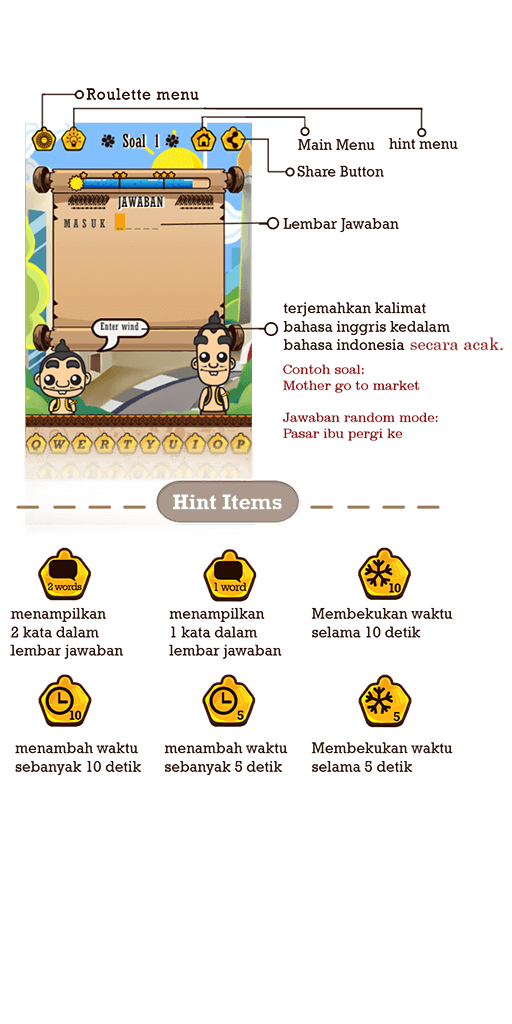 Roulette menu
Soal 1
Main Menu
hint menu
Share Button
JAWABAN
MASUK
Lembar Jawaban
Enter wind
terjemahkan kalimat
bahasa inggris kedalam
bahasa indonesia secara acak.
Contoh soal:
Mother go to market
Jawaban random mode:
Pasar ibu pergi ke
Q W E R T Y U I O P
Hint Items
2 words
1 word
10
menampilkan
2 kata dalam
lembar jawaban
menampilkan
1 kata dalam
lembar jawaban
Membekukan waktu
selama 10 detik
10
5
5
menambah waktu
sebanyak 10 detik
menambah waktu
sebanyak 5 detik
Membekukan waktu
selama 5 detik